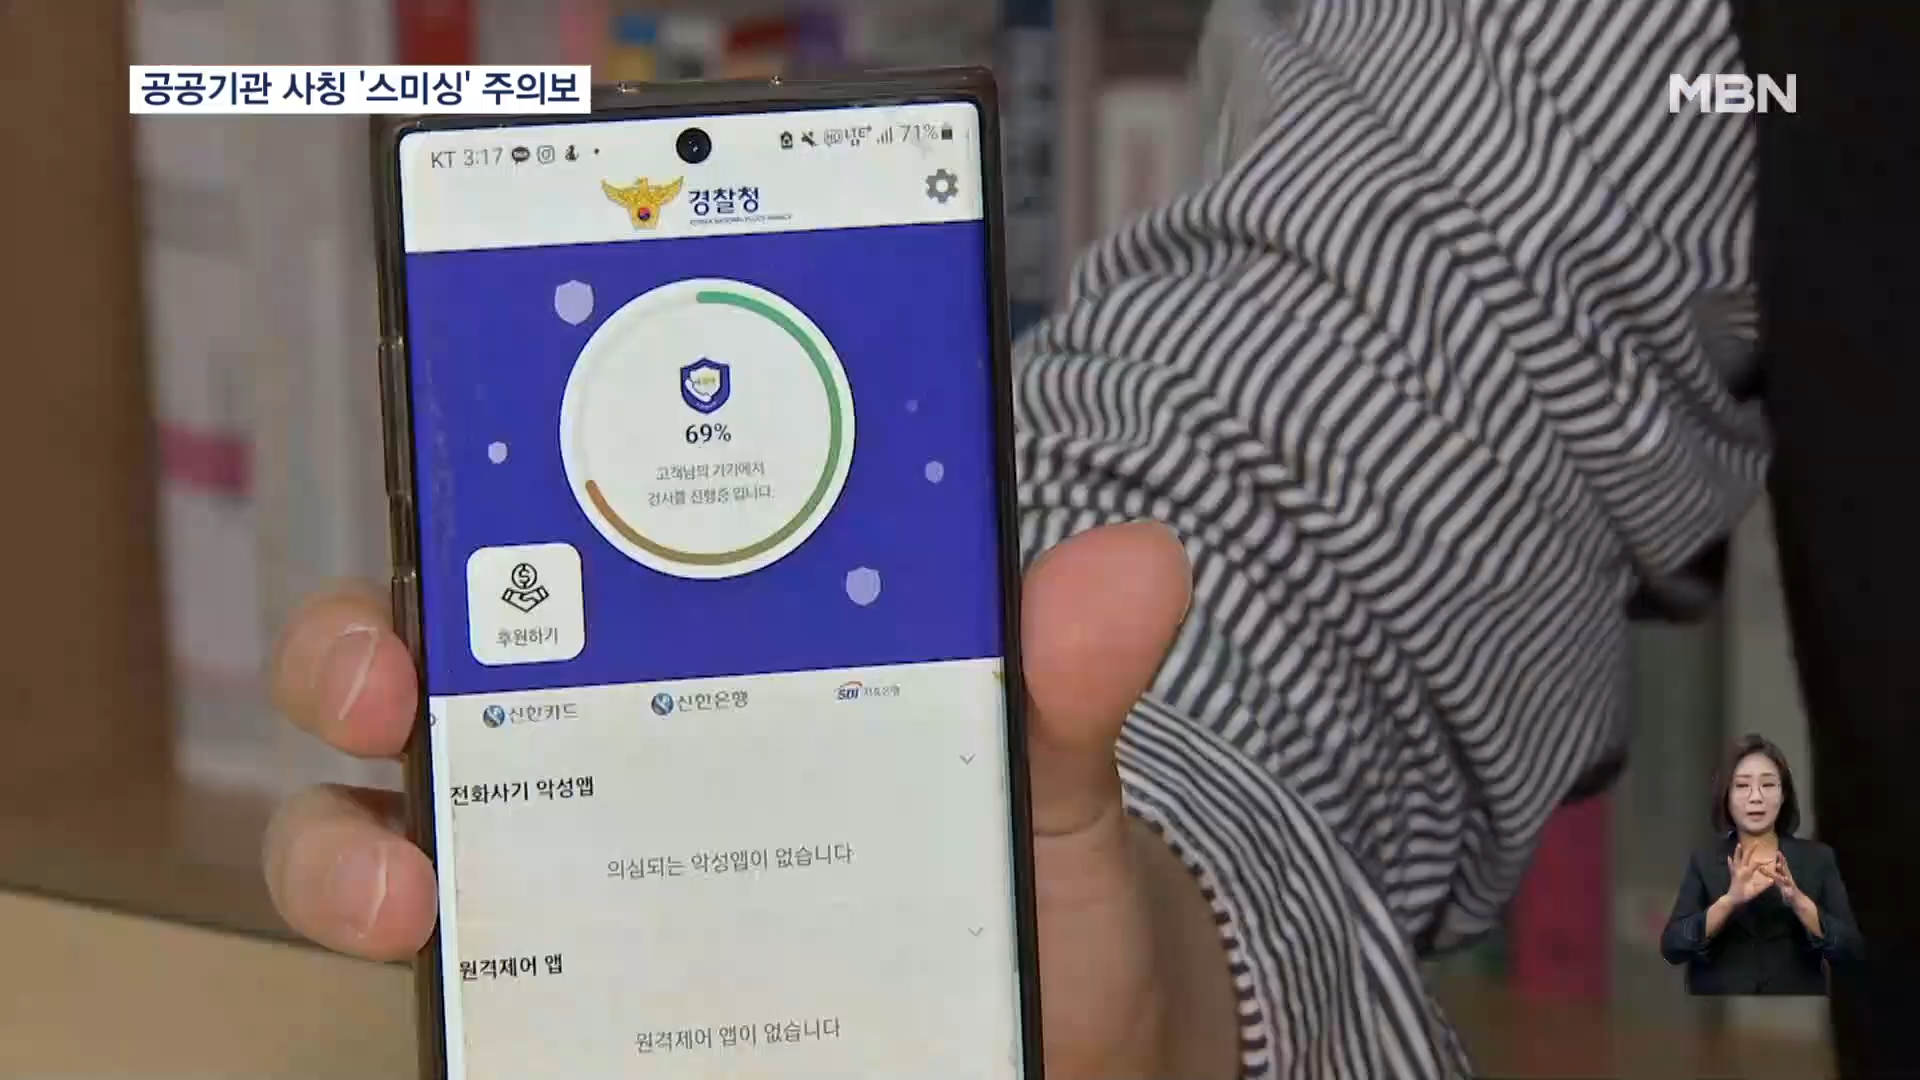 공공기관 사칭 '스미싱' 주의보
MBN
KT 3:17
71%
경찰청
69%
고객님의 기기에서
검사를 진행중 입니다.
후원하기
신한카드
신한은행
SBI 저축은행
전화사기 악성앱
의심되는 악성앱이 없습니다
원격제어 앱
원격제어 앱이 없습니다